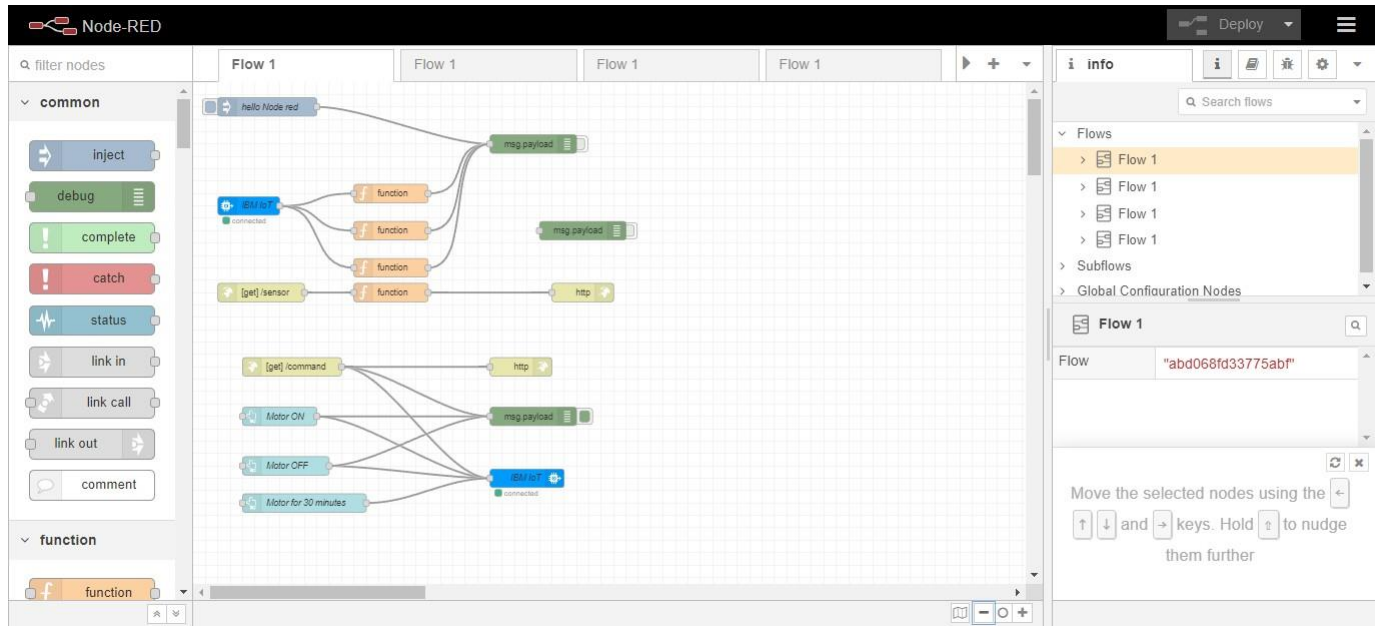 Node-RED
Deploy
filter nodes
Flow 1
Flow 1
Flow 1
Flow 1
i info
i
Search flows
common
inject
debug
complete
catch
status
link in
link call
link out
comment
function
function
hello Node red
msg.payload
IBM IoT
connected
function
function
function
msg.payload
[get] /sensor
function
http
[get] /command
http
Motor ON
msg.payload
Motor OFF
IBM IoT
connected
Motor for 30 minutes
Flows
Flow 1
Flow 1
Flow 1
Flow 1
Subflows
Global Configuration Nodes
Flow 1
Flow "abd068fd33775abf"
Move the selected nodes using the ←
↑ ↓ and → keys. Hold ⇧ to nudge
them further